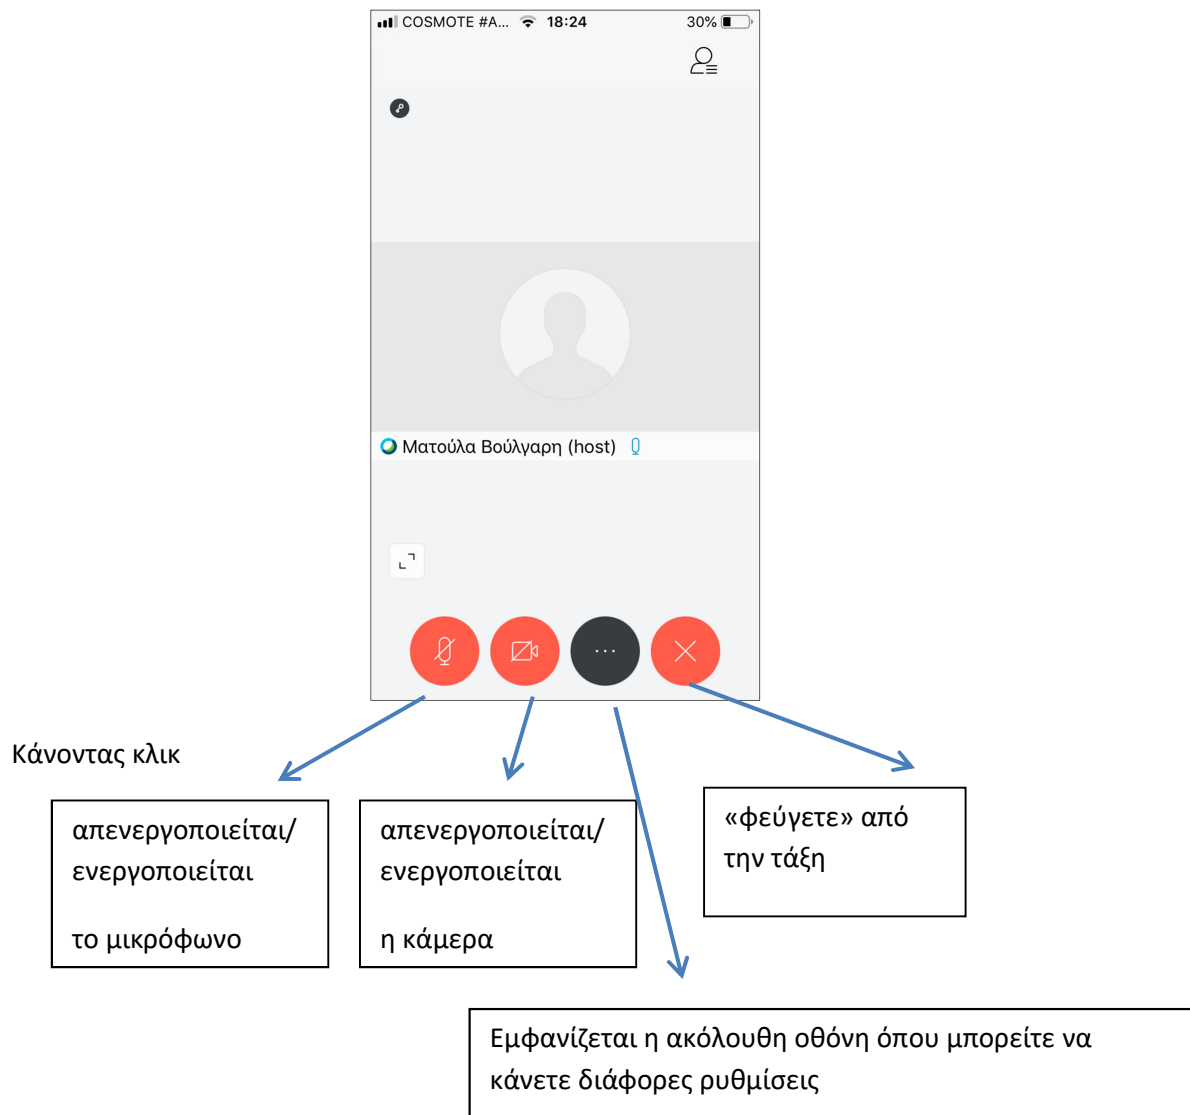 COSMOTE #A... 18:24 30%
Ματούλα Βούλγαρη (host)
...
Κάνοντας κλικ
απενεργοποιείται/
ενεργοποιείται
το μικρόφωνο
απενεργοποιείται/
ενεργοποιείται
η κάμερα
«φεύγετε» από
την τάξη
Εμφανίζεται η ακόλουθη οθόνη όπου μπορείτε να
κάνετε διάφορες ρυθμίσεις